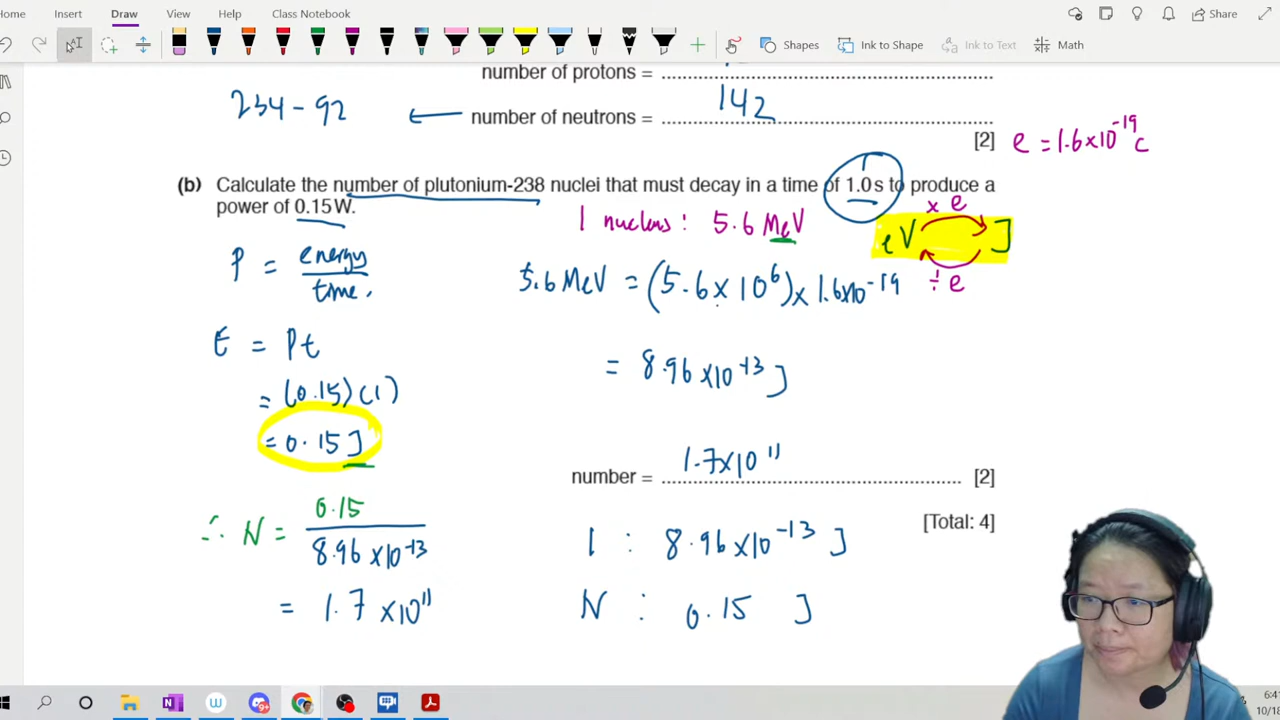 Home Insert Draw View Help Class Notebook Share
Shapes Ink to Shape Ink to Text Math
number of protons =
234 - 92 ← number of neutrons = 142
[2] e = 1.6×10⁻¹⁹ C
(b) Calculate the number of plutonium-238 nuclei that must decay in a time of 1.0 s to produce a
power of 0.15 W.
1 nucleus : 5.6 MeV
× e
eV J
÷ e
P = energy / time.
5.6 MeV = (5.6 × 10⁶) × 1.6×10⁻¹⁹
E = Pt
= 8.96 ×10⁻¹³ J
= (0.15)(1)
= 0.15 J
number = 1.7×10¹¹ [2]
[Total: 4]
∴ N = 0.15 / 8.96 ×10⁻¹³
1 : 8.96×10⁻¹³ J
= 1.7 ×10¹¹
N : 0.15 J
6:4
10/18